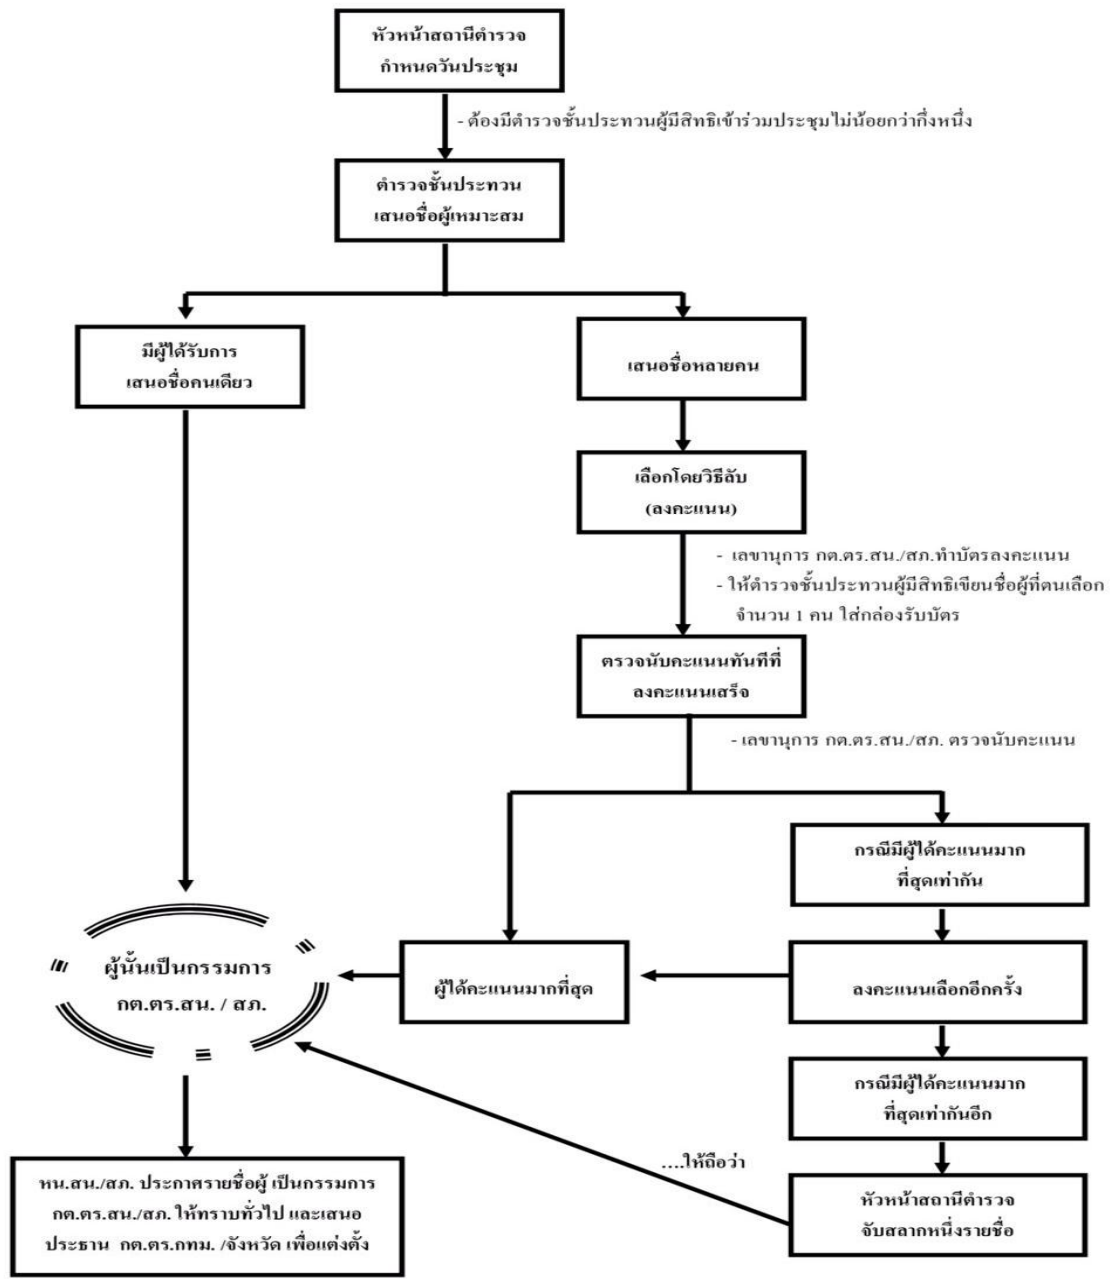 หัวหน้าสถานีตำรวจ
กำหนดวันประชุม
- ต้องมีตำรวจชั้นประทวนผู้มีสิทธิเข้าร่วมประชุมไม่น้อยกว่ากึ่งหนึ่ง
ตำรวจชั้นประทวน
เสนอชื่อผู้เหมาะสม
มีผู้ได้รับการ
เสนอชื่อคนเดียว
เสนอชื่อหลายคน
เลือกโดยวิธีลับ
(ลงคะแนน)
- เลขานุการ กต.ตร.สน./สภ.ทำบัตรลงคะแนน
- ให้ตำรวจชั้นประทวนผู้มีสิทธิเขียนชื่อผู้ที่ตนเลือก
จำนวน 1 คน ใส่กล่องรับบัตร
ตรวจนับคะแนนทันทีที่
ลงคะแนนเสร็จ
- เลขานุการ กต.ตร.สน./สภ. ตรวจนับคะแนน
กรณีมีผู้ได้คะแนนมาก
ที่สุดเท่ากัน
ผู้นั้นเป็นกรรมการ
กต.ตร.สน. / สภ.
ผู้ได้คะแนนมากที่สุด
ลงคะแนนเลือกอีกครั้ง
กรณีมีผู้ได้คะแนนมาก
ที่สุดเท่ากันอีก
....ให้ถือว่า
หัวหน้าสถานีตำรวจ
จับสลากหนึ่งรายชื่อ
หน.สน./สภ. ประกาศรายชื่อผู้ เป็นกรรมการ
กต.ตร.สน./สภ. ให้ทราบทั่วไป และเสนอ
ประธาน กต.ตร.กทม. /จังหวัด เพื่อแต่งตั้ง